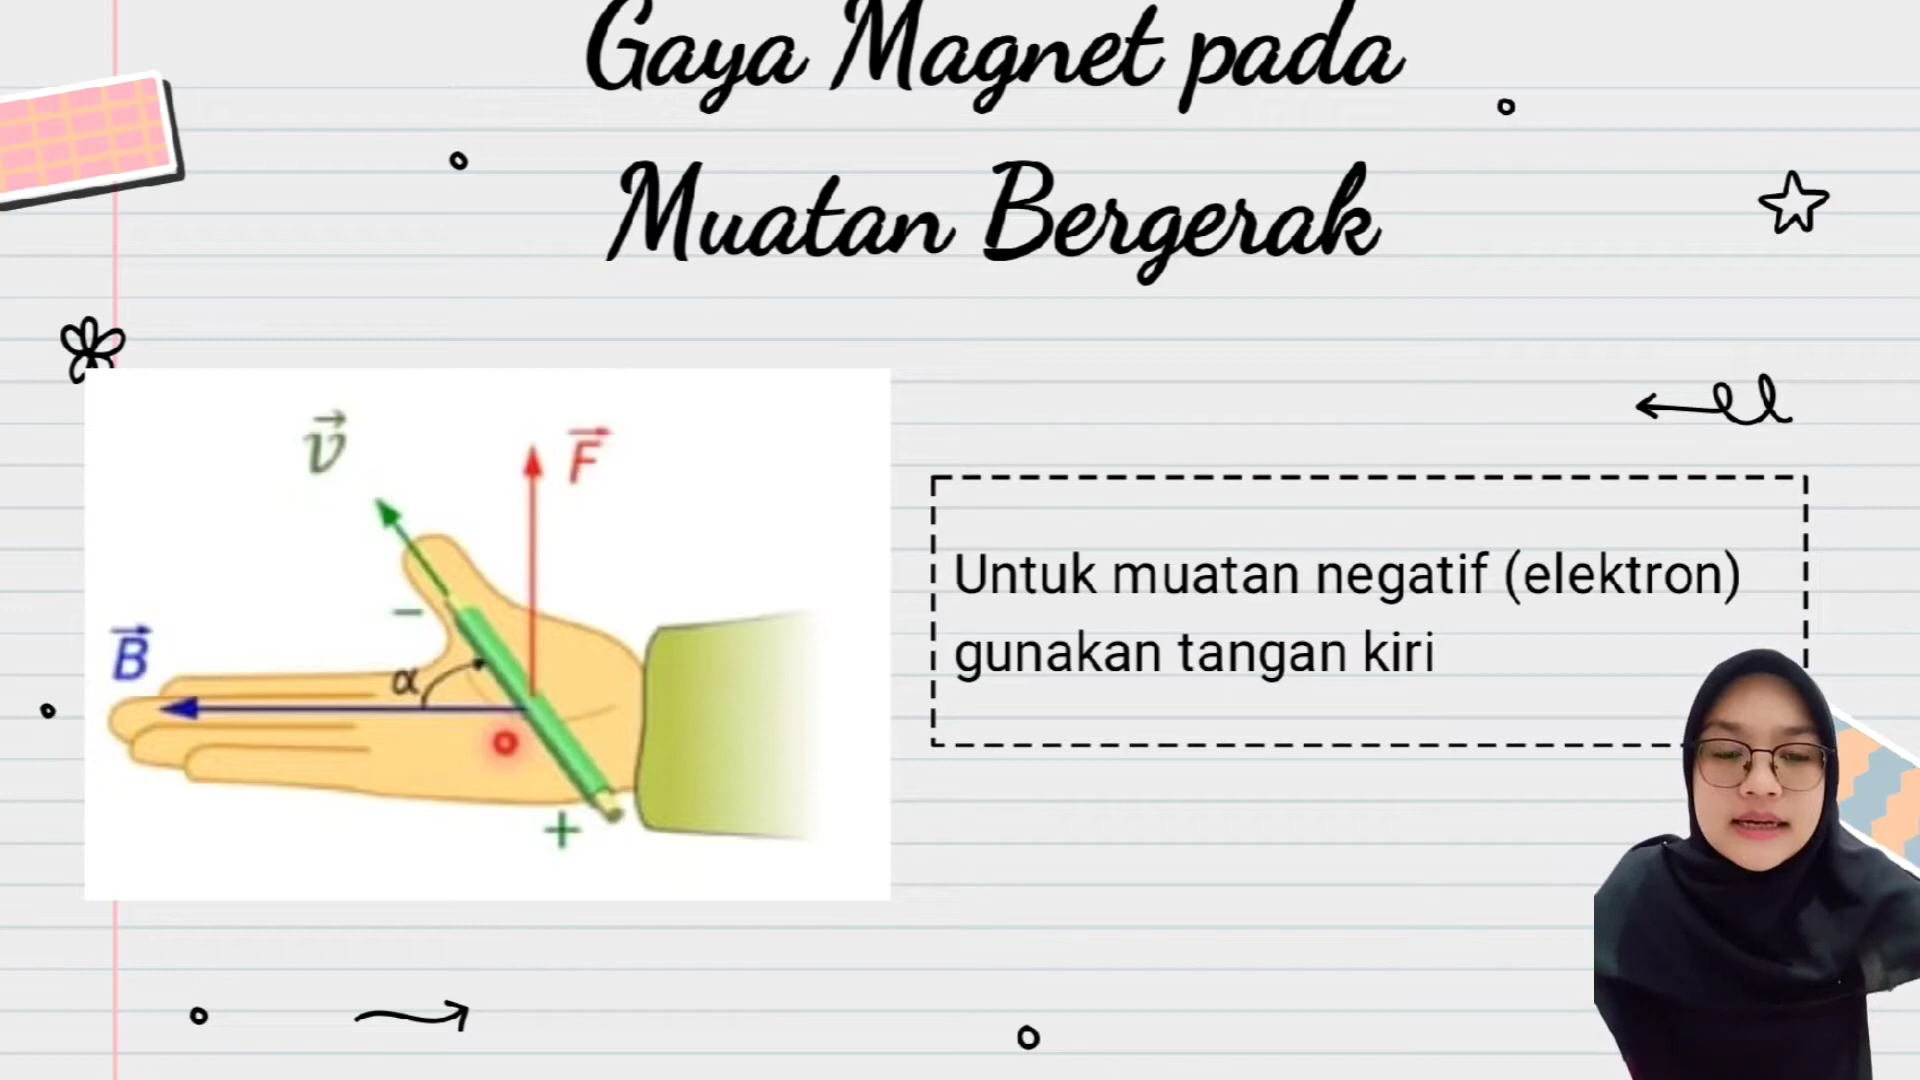 Gaya Magnet pada
Muatan Bergerak
v
F
−
B
α
+
Untuk muatan negatif (elektron)
gunakan tangan kiri